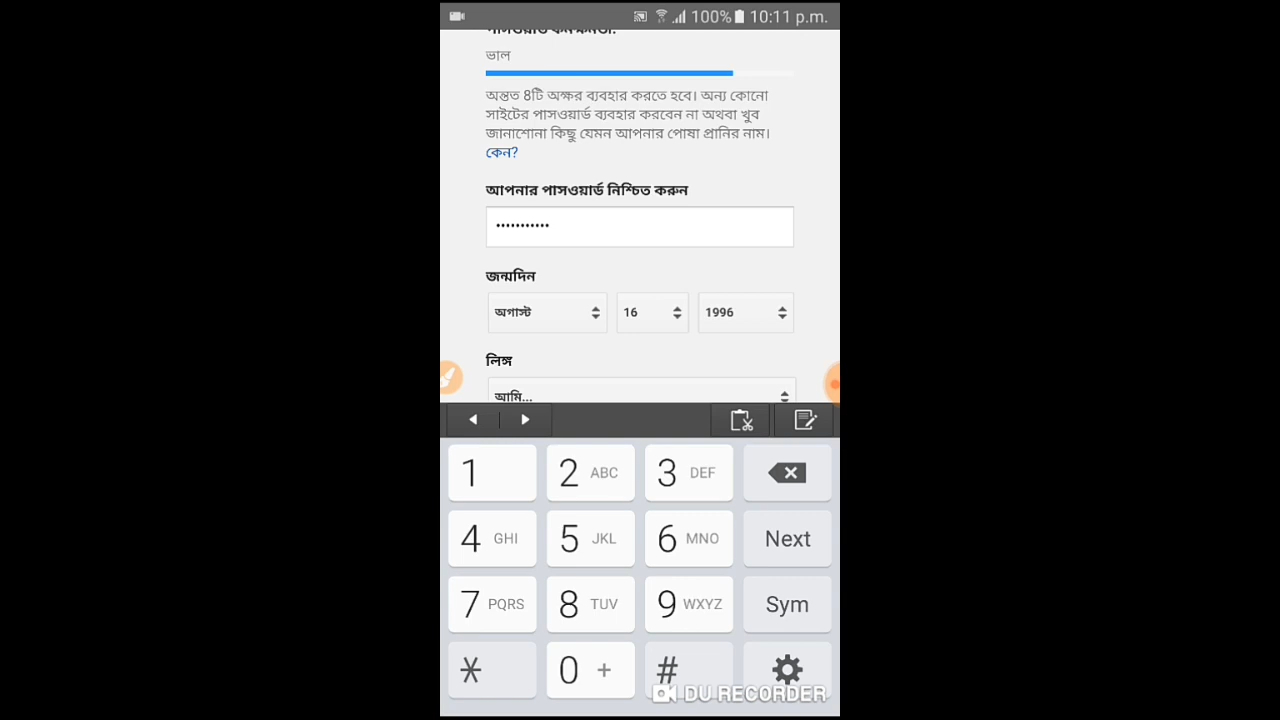 100% 10:11 p.m.
ভাল
অন্তত 8টি অক্ষর ব্যবহার করতে হবে। অন্য কোনো
সাইটের পাসওয়ার্ড ব্যবহার করবেন না অথবা খুব
জানাশোনা কিছু যেমন আপনার পোষা প্রানির নাম।
কেন?
আপনার পাসওয়ার্ড নিশ্চিত করুন
•••••••••••
জন্মদিন
অগাস্ট 16 1996
লিঙ্গ
আমি...
1 2 ABC 3 DEF
4 GHI 5 JKL 6 MNO Next
7 PQRS 8 TUV 9 WXYZ Sym
* 0 + #
DU RECORDER